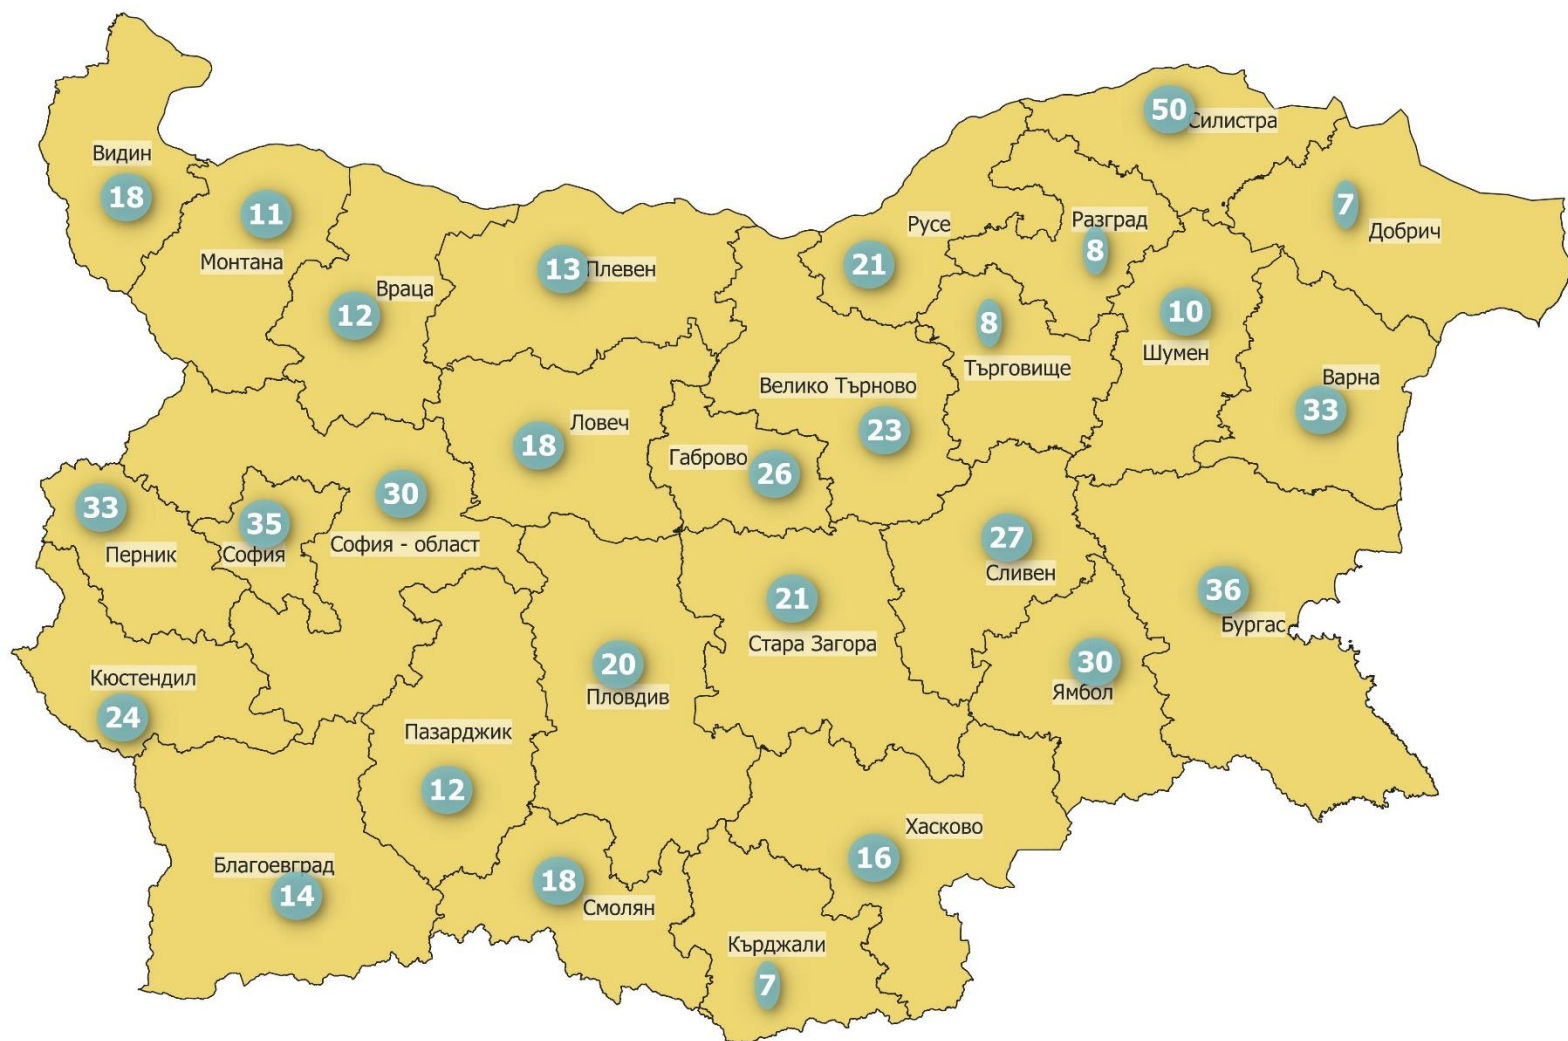 50
Силистра
Видин
18
7
Добрич
11
Монтана
Русе
21
Разград
8
13
Плевен
Враца
12
8
Търговище
10
Шумен
Варна
33
Велико Търново
23
Ловеч
18
Габрово
26
33
Перник
35
София
30
София - област
27
Сливен
21
Стара Загора
36
Бургас
20
Пловдив
30
Ямбол
Кюстендил
24
Пазарджик
12
Хасково
16
Благоевград
14
18
Смолян
Кърджали
7